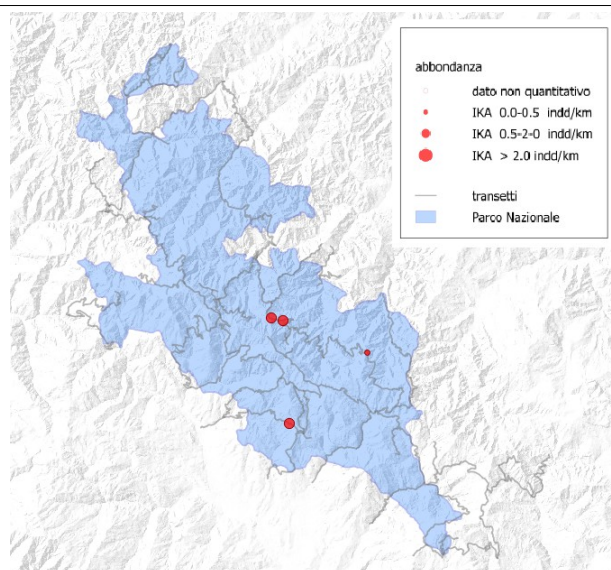 abbondanza
dato non quantitativo
IKA 0.0-0.5 indd/km
IKA 0.5-2-0 indd/km
IKA > 2.0 indd/km
transetti
Parco Nazionale